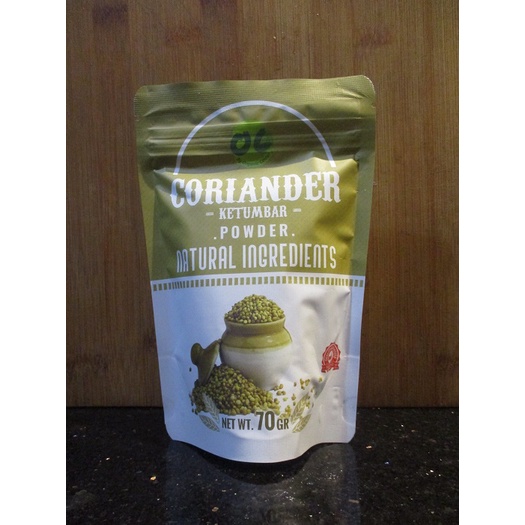 CORIANDER
- KETUMBAR -
.POWDER.
NATURAL INGREDIENTS
NET WT. 70 GR